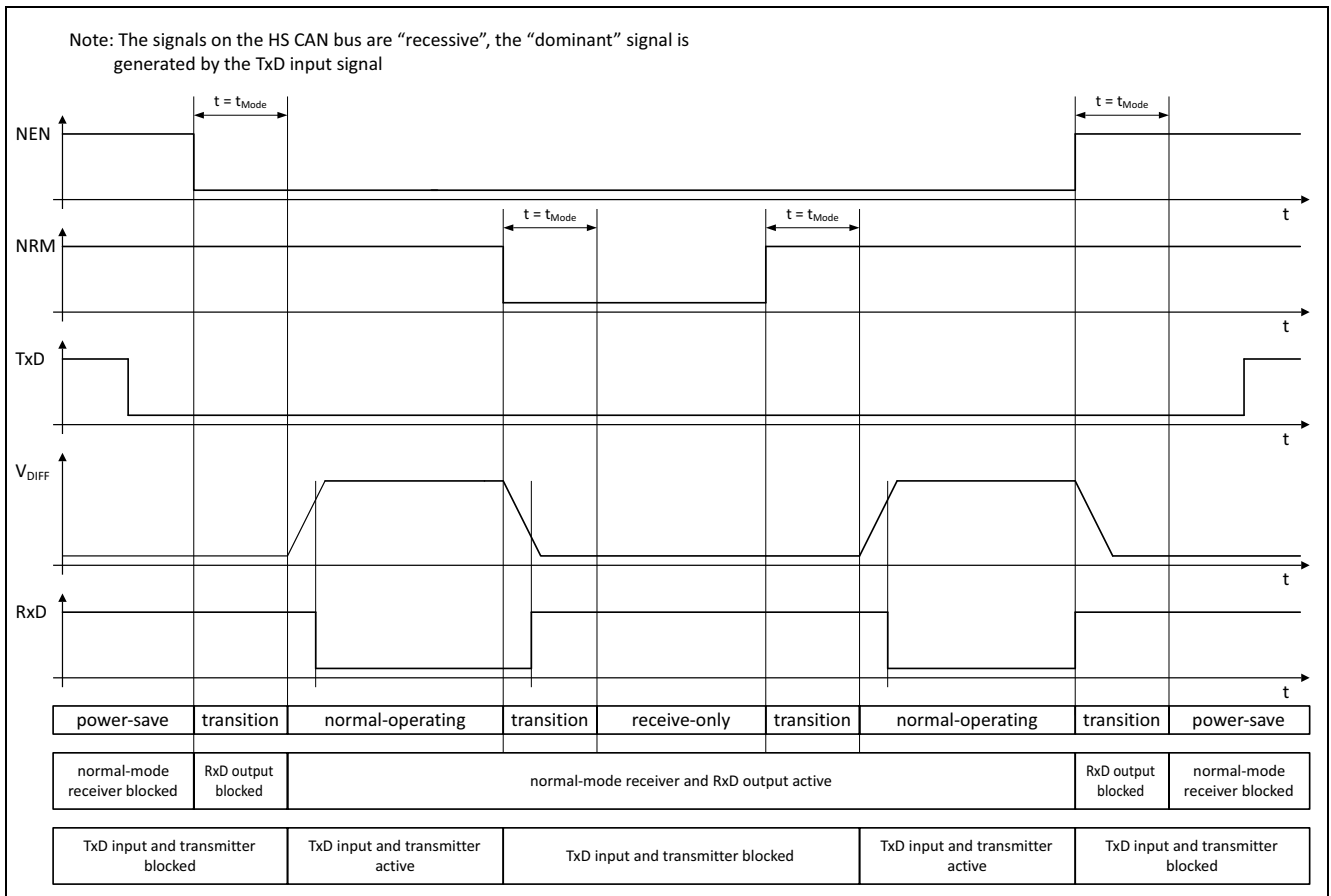 Note: The signals on the HS CAN bus are “recessive”, the “dominant” signal is
generated by the TxD input signal
t = tMode
t = tMode
NEN
t
t = tMode
t = tMode
NRM
t
TxD
t
VDIFF
t
RxD
t
power-save
transition
normal-operating
transition
receive-only
transition
normal-operating
transition
power-save
normal-mode
receiver blocked
RxD output
blocked
normal-mode receiver and RxD output active
RxD output
blocked
normal-mode
receiver blocked
TxD input and transmitter
blocked
TxD input and transmitter
active
TxD input and transmitter blocked
TxD input and transmitter
active
TxD input and transmitter
blocked